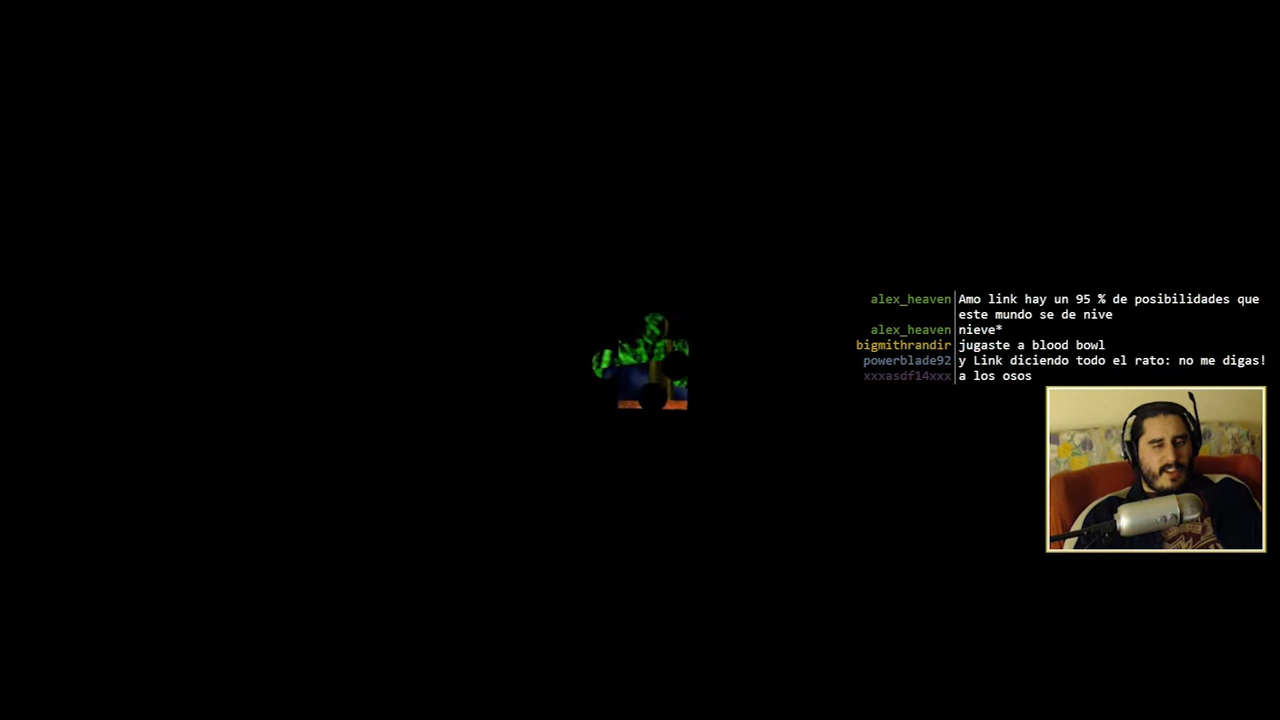 alex_heaven Amo link hay un 95 % de posibilidades que
este mundo se de nive
alex_heaven nieve*
bigmithrandir jugaste a blood bowl
powerblade92 y Link diciendo todo el rato: no me digas!
xxxasdf14xxx a los osos